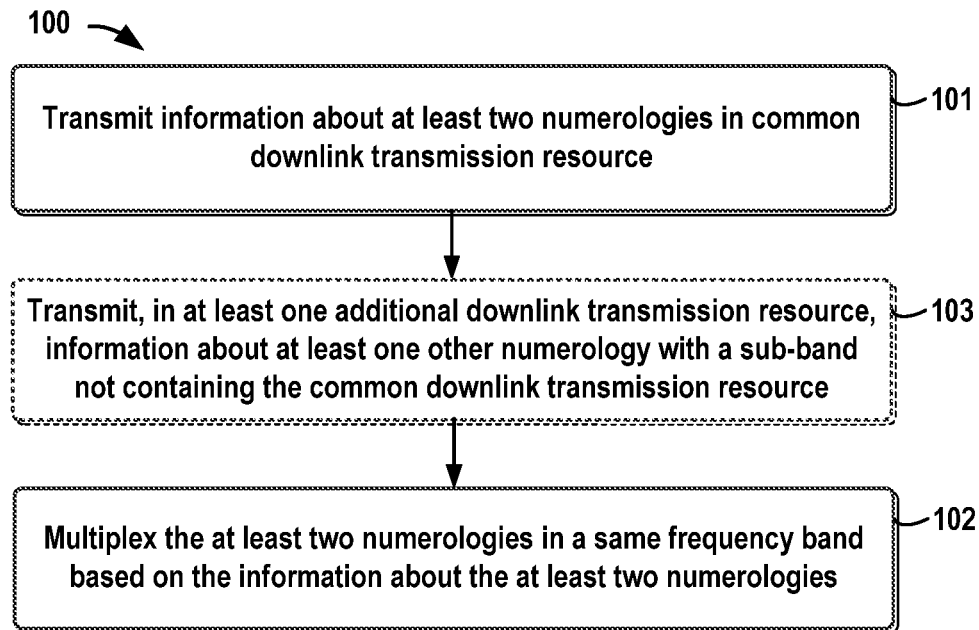 100
Transmit information about at least two numerologies in common
downlink transmission resource
101
Transmit, in at least one additional downlink transmission resource,
information about at least one other numerology with a sub-band
not containing the common downlink transmission resource
103
Multiplex the at least two numerologies in a same frequency band
based on the information about the at least two numerologies
102